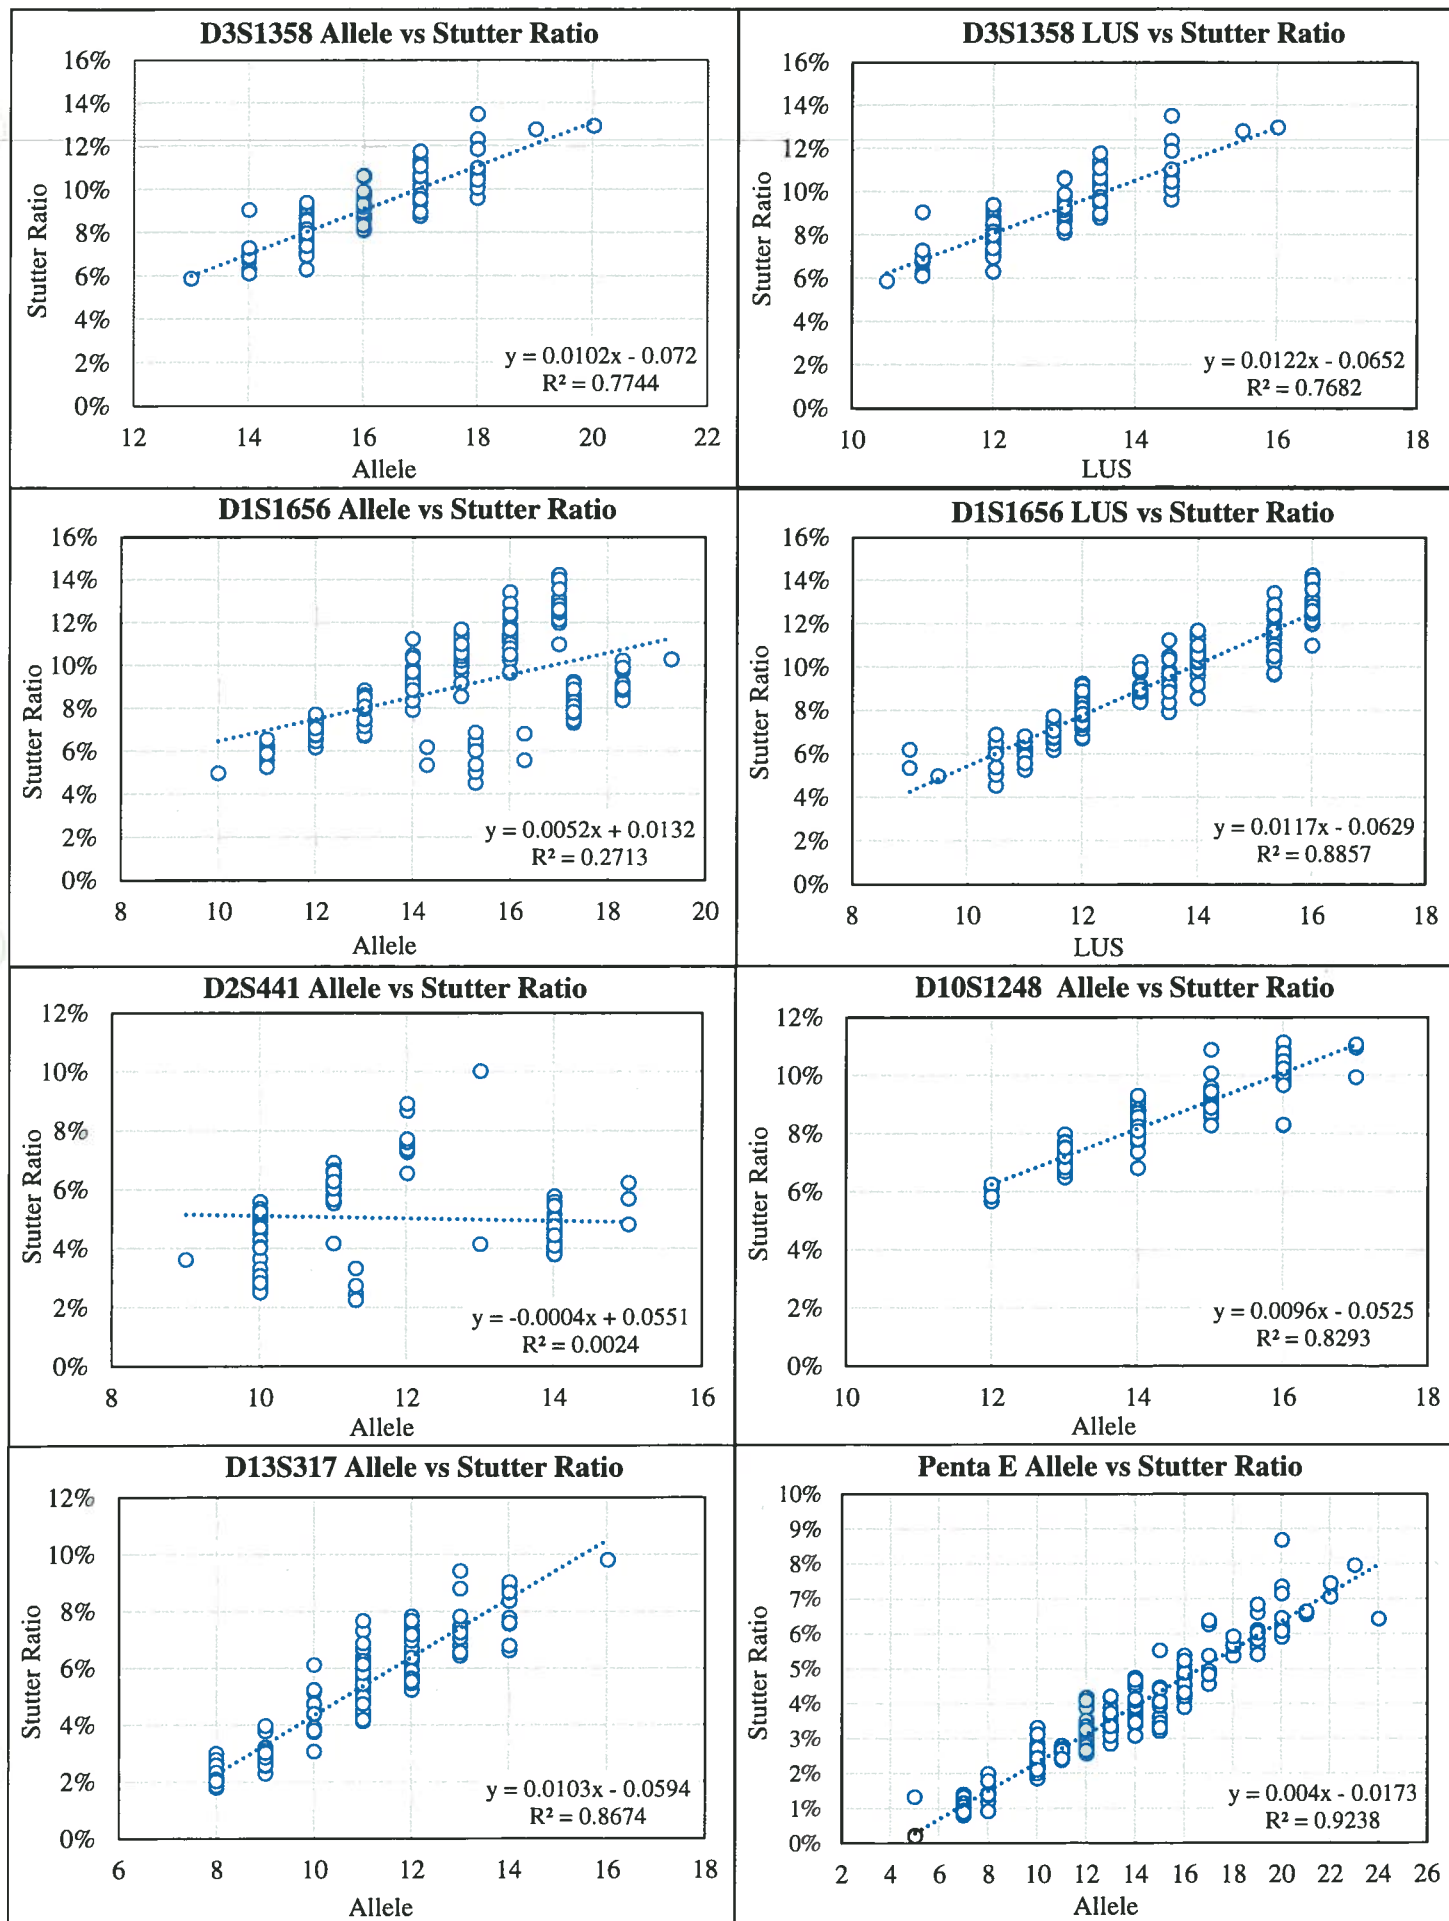 D3S1358 Allele vs Stutter Ratio
16%
14%
12%
10%
8%
6%
4%
2%
0%
Stutter Ratio
y = 0.0102x - 0.072
R² = 0.7744
12 14 16 18 20 22
Allele
D3S1358 LUS vs Stutter Ratio
16%
14%
12%
10%
8%
6%
4%
2%
0%
Stutter Ratio
y = 0.0122x - 0.0652
R² = 0.7682
10 12 14 16 18
LUS
D1S1656 Allele vs Stutter Ratio
16%
14%
12%
10%
8%
6%
4%
2%
0%
Stutter Ratio
y = 0.0052x + 0.0132
R² = 0.2713
8 10 12 14 16 18 20
Allele
D1S1656 LUS vs Stutter Ratio
16%
14%
12%
10%
8%
6%
4%
2%
0%
Stutter Ratio
y = 0.0117x - 0.0629
R² = 0.8857
8 10 12 14 16 18
LUS
D2S441 Allele vs Stutter Ratio
12%
10%
8%
6%
4%
2%
0%
Stutter Ratio
y = -0.0004x + 0.0551
R² = 0.0024
8 10 12 14 16
Allele
D10S1248 Allele vs Stutter Ratio
12%
10%
8%
6%
4%
2%
0%
Stutter Ratio
y = 0.0096x - 0.0525
R² = 0.8293
10 12 14 16 18
Allele
D13S317 Allele vs Stutter Ratio
12%
10%
8%
6%
4%
2%
0%
Stutter Ratio
y = 0.0103x - 0.0594
R² = 0.8674
6 8 10 12 14 16 18
Allele
Penta E Allele vs Stutter Ratio
10%
9%
8%
7%
6%
5%
4%
3%
2%
1%
0%
Stutter Ratio
y = 0.004x - 0.0173
R² = 0.9238
2 4 6 8 10 12 14 16 18 20 22 24 26
Allele